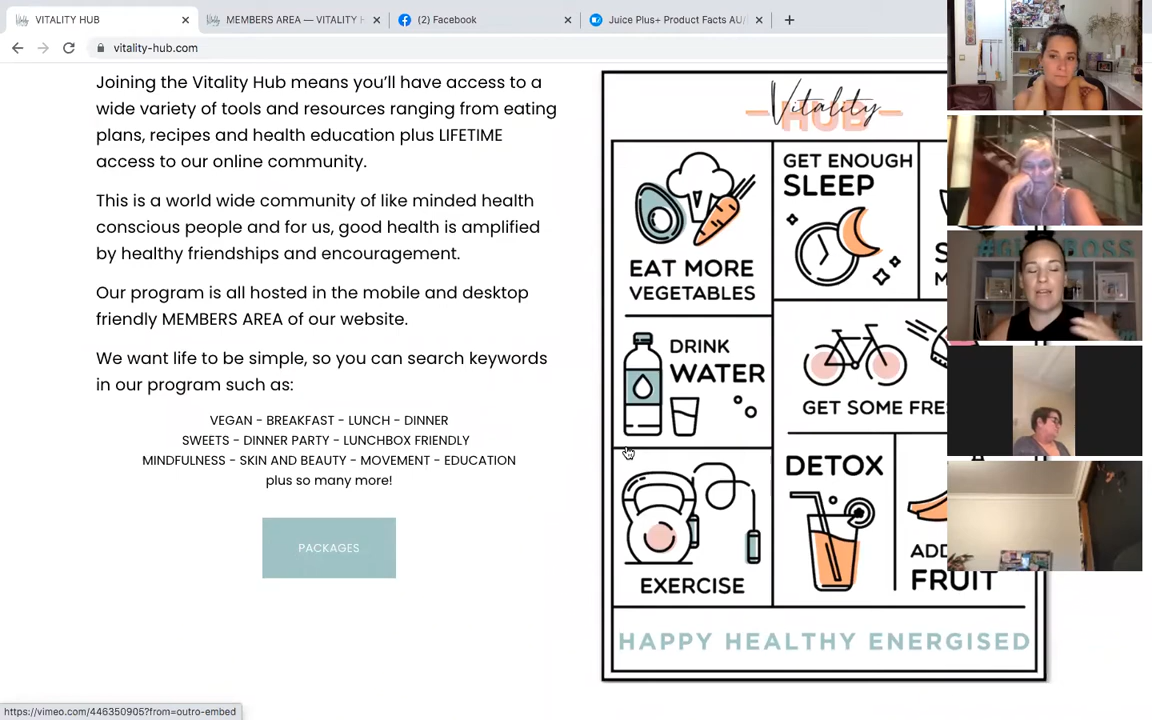 VITALITY HUB
MEMBERS AREA — VITALITY H
(2) Facebook
Juice Plus+ Product Facts AU/
vitality-hub.com
Joining the Vitality Hub means you'll have access to a
wide variety of tools and resources ranging from eating
plans, recipes and health education plus LIFETIME
access to our online community.
This is a world wide community of like minded health
conscious people and for us, good health is amplified
by healthy friendships and encouragement.
Our program is all hosted in the mobile and desktop
friendly MEMBERS AREA of our website.
We want life to be simple, so you can search keywords
in our program such as:
VEGAN - BREAKFAST - LUNCH - DINNER
SWEETS - DINNER PARTY - LUNCHBOX FRIENDLY
MINDFULNESS - SKIN AND BEAUTY - MOVEMENT - EDUCATION
plus so many more!
PACKAGES
Vitality
HUB
EAT MORE
VEGETABLES
GET ENOUGH
SLEEP
DRINK
WATER
GET SOME FRE
EXERCISE
DETOX
ADD
FRUIT
HAPPY HEALTHY ENERGISED
https://vimeo.com/446350905?from=outro-embed